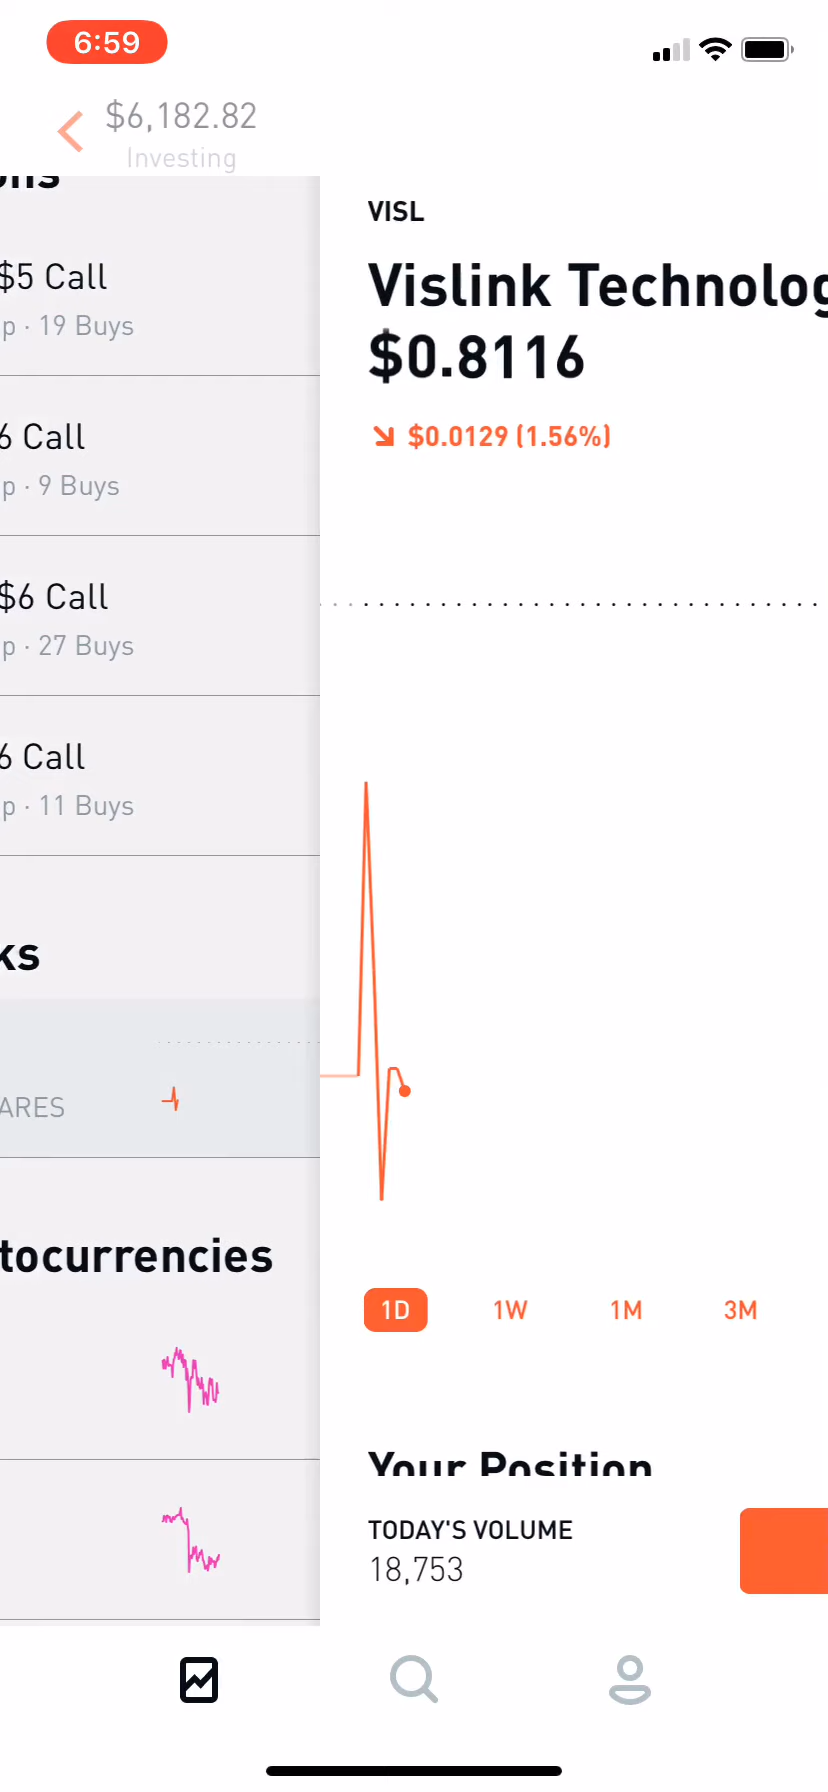 6:59
$6,182.82
Investing
$5 Call
p · 19 Buys
6 Call
p · 9 Buys
$6 Call
p · 27 Buys
6 Call
p · 11 Buys
ks
ARES
tocurrencies
VISL
Vislink Technolog
$0.8116
$0.0129 (1.56%)
1D 1W 1M 3M
Your Position
TODAY'S VOLUME
18,753